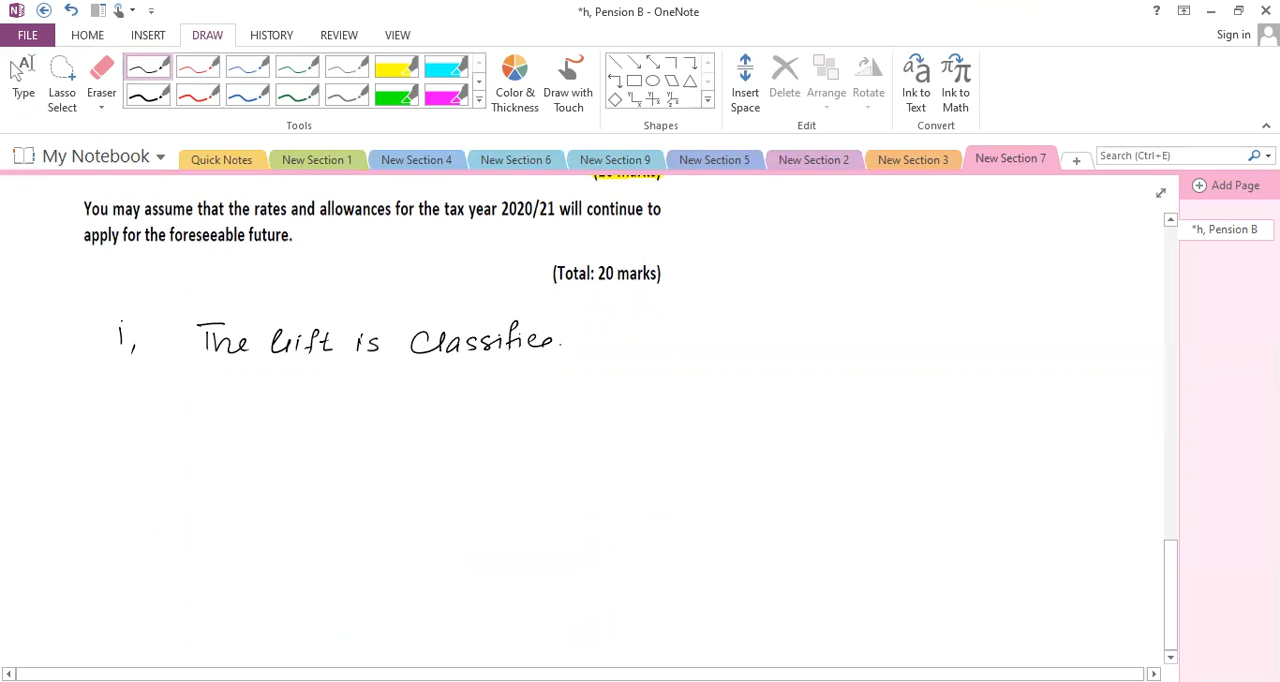 *h, Pension B - OneNote
?
FILE HOME INSERT DRAW HISTORY REVIEW VIEW Sign in
Type Lasso Select Eraser Color & Thickness Draw with Touch Insert Space Delete Arrange Rotate Ink to Text Ink to Math
Tools Shapes Edit Convert
My Notebook Quick Notes New Section 1 New Section 4 New Section 6 New Section 9 New Section 5 New Section 2 New Section 3 New Section 7 Search (Ctrl+E)
Add Page
*h, Pension B
You may assume that the rates and allowances for the tax year 2020/21 will continue to
apply for the foreseeable future.
(Total: 20 marks)
i, The Gift is Classifie